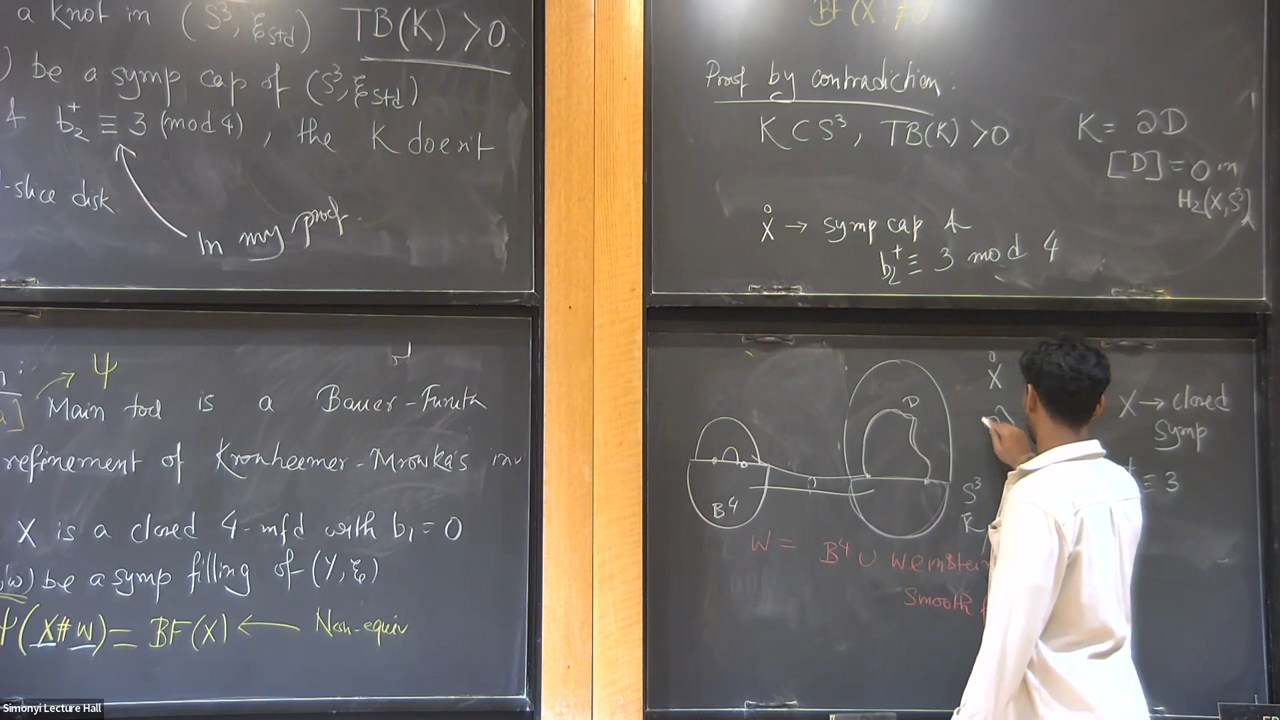 a knot in (S³, ξstd) TB(K) > 0.
) be a symp cap of (S³, ξstd)
b₂⁺ ≡ 3 (mod 4), the K doesn't
-slice disk
In my proof.
Ψ
Main tool is a Bauer-Furuta
refinement of Kronheimer-Mrowka's inv
X is a closed 4-mfd with b₁ = 0
ω) be a symp filling of (Y, ξ)
Ψ(X # W) = BF(X) ← Non-equiv
BF(X) ≠ 0
Proof by contradiction:
K ⊂ S³, TB(K) > 0
K = ∂D
[D] = 0 in
H₂(X, S³)
X̊ → symp cap
b₂⁺ ≡ 3 mod 4
D
X̊
X → closed
symp
≡ 3
B⁴
S³
K
W = B⁴ ∪ Weinstein
Smooth
Simonyi Lecture Hall